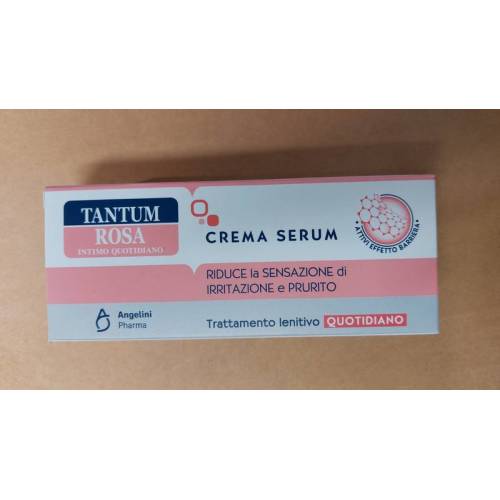 TANTUM
ROSA
INTIMO QUOTIDIANO
CREMA SERUM
ATTIVI EFFETTO BARRIERA
RIDUCE la SENSAZIONE di
IRRITAZIONE e PRURITO
Angelini
Pharma
Trattamento lenitivo QUOTIDIANO